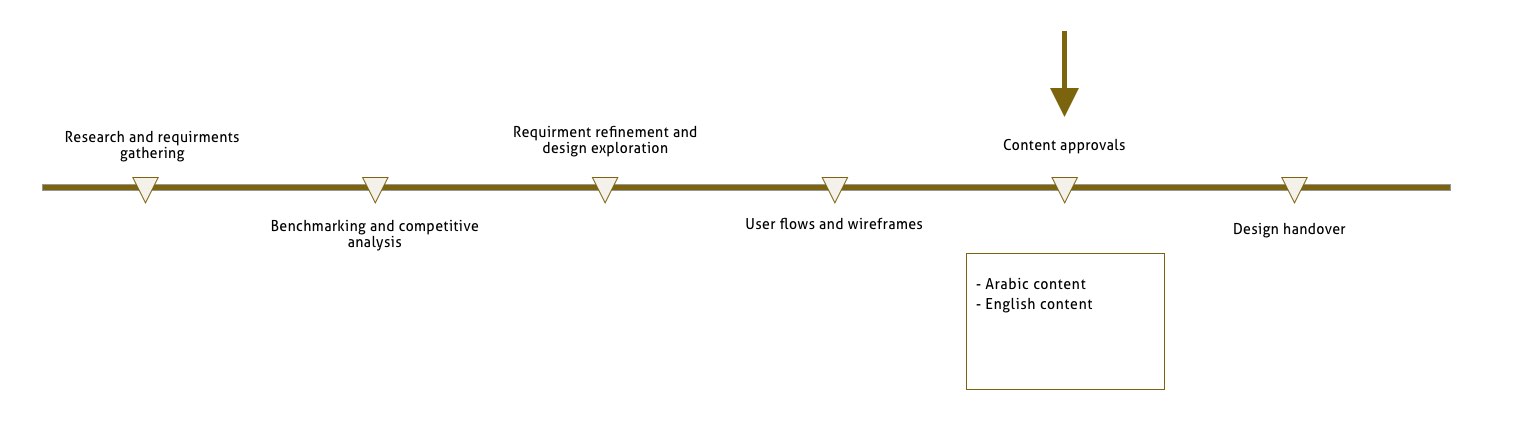 Research and requirments
gathering
Benchmarking and competitive
analysis
Requirment refinement and
design exploration
User flows and wireframes
Content approvals
- Arabic content
- English content
Design handover